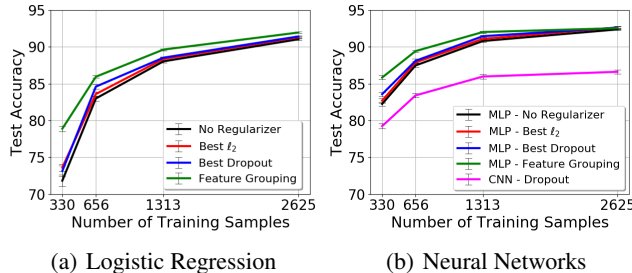 95
90
85
80
75
70
Test Accuracy
No Regularizer
Best ℓ2
Best Dropout
Feature Grouping
330 656 1313 2625
Number of Training Samples
(a) Logistic Regression
95
90
85
80
75
70
Test Accuracy
MLP - No Regularizer
MLP - Best ℓ2
MLP - Best Dropout
MLP - Feature Grouping
CNN - Dropout
330 656 1313 2625
Number of Training Samples
(b) Neural Networks